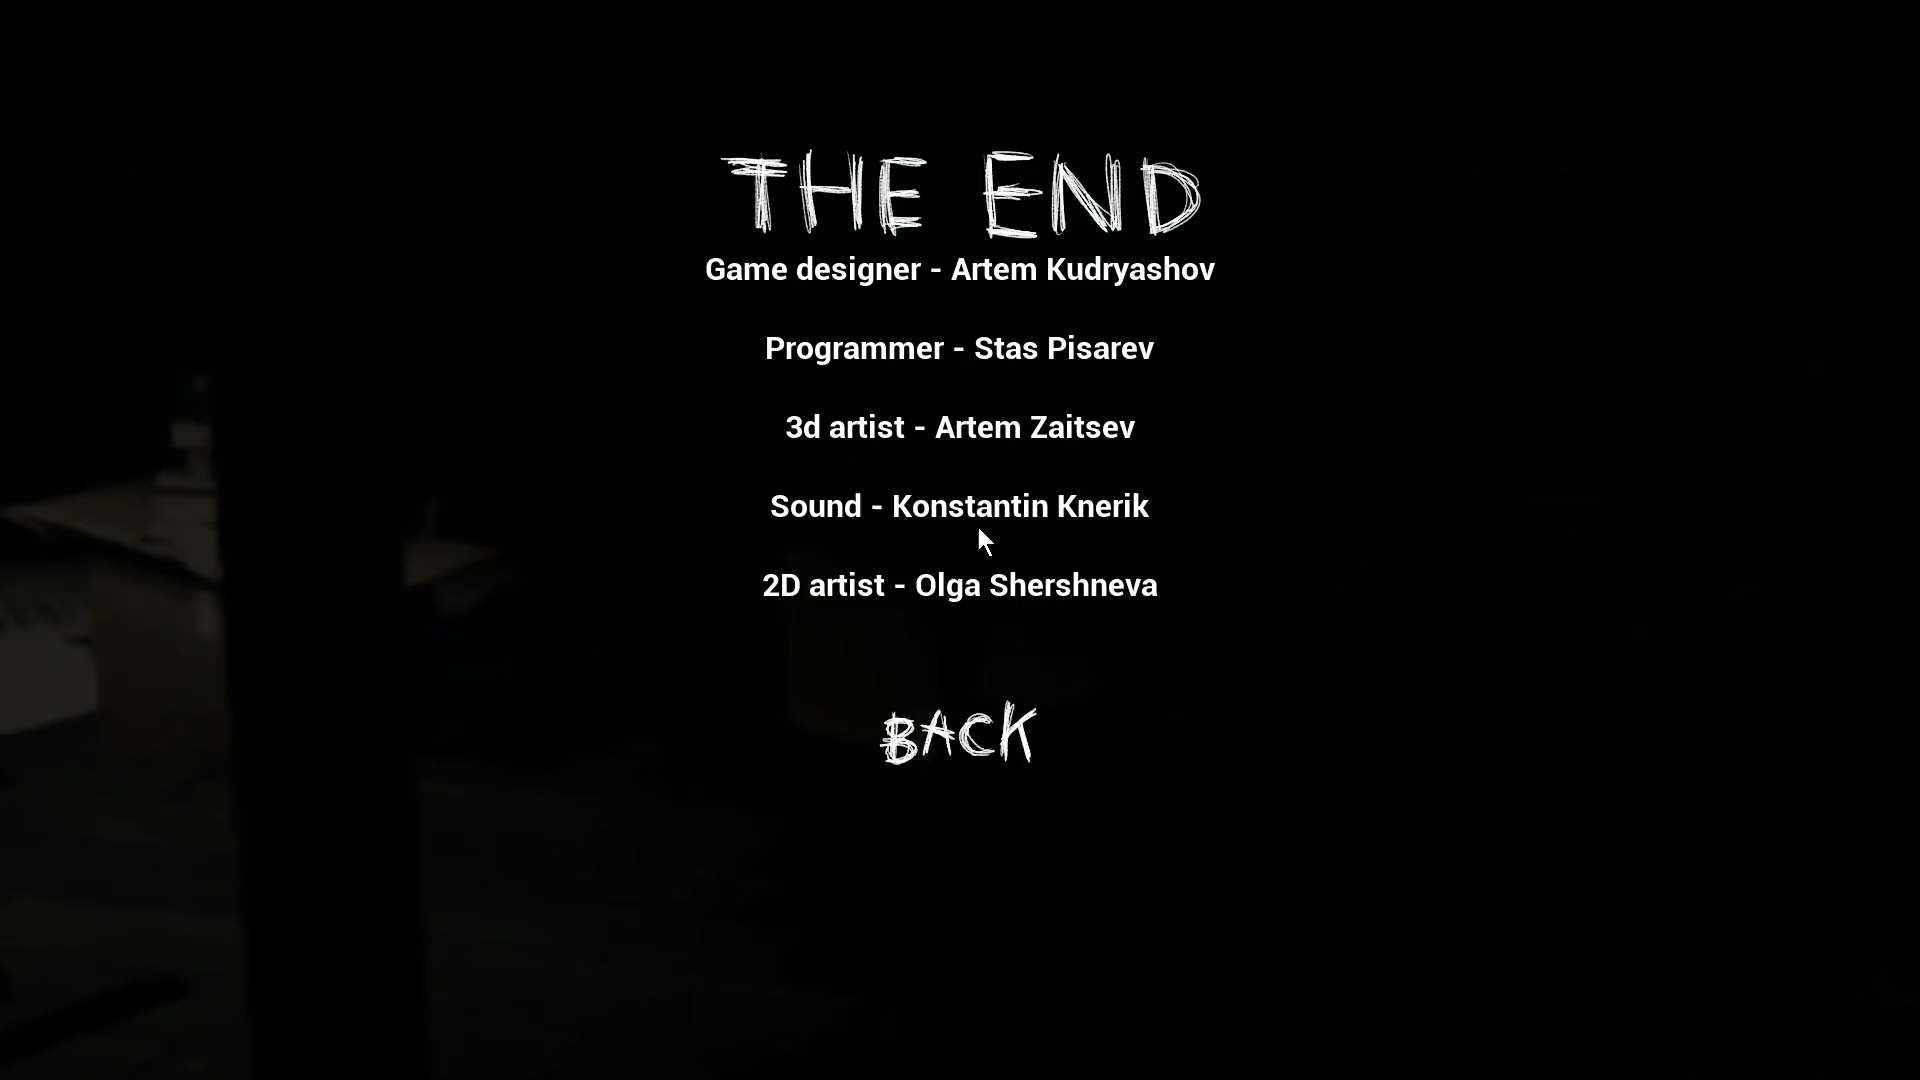 THE END
Game designer - Artem Kudryashov
Programmer - Stas Pisarev
3d artist - Artem Zaitsev
Sound - Konstantin Knerik
2D artist - Olga Shershneva
BACK